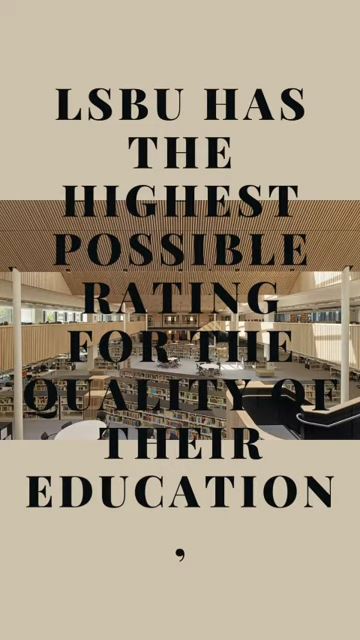 LSBU HAS
THE
HIGHEST
POSSIBLE
RATING
FOR THE
QUALITY OF
THEIR
EDUCATION
,